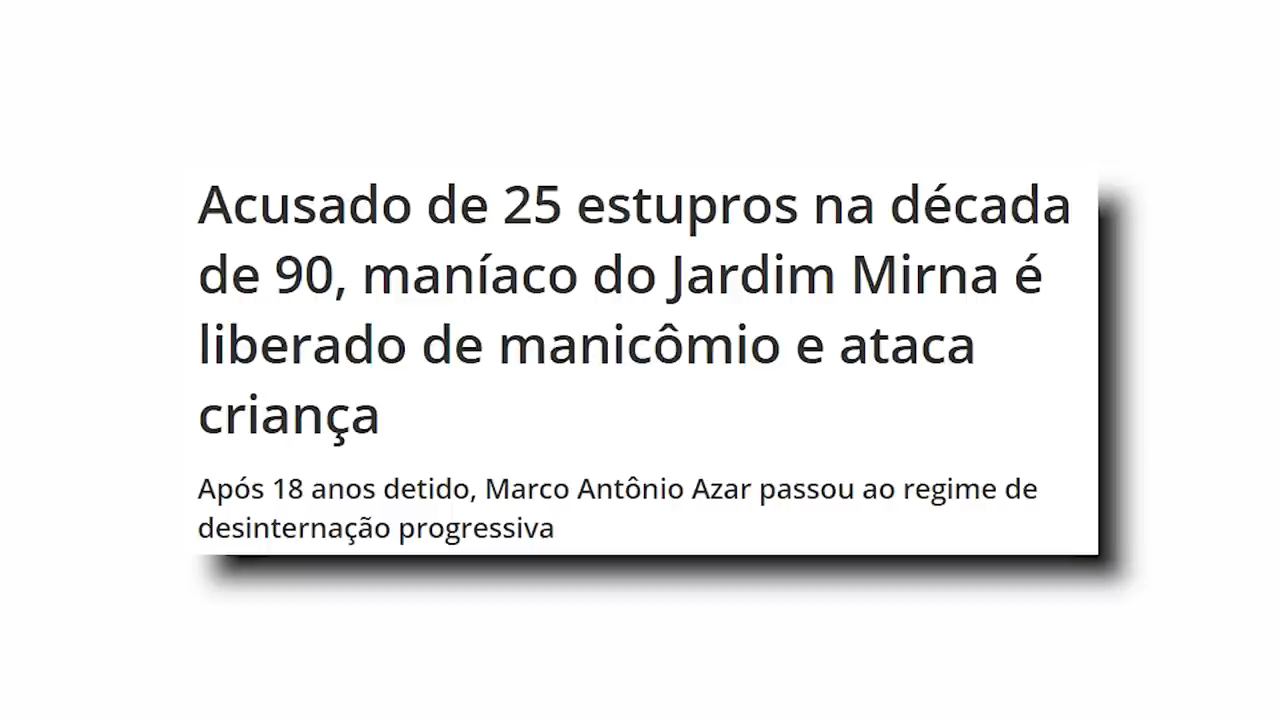 Acusado de 25 estupros na década
de 90, maníaco do Jardim Mirna é
liberado de manicômio e ataca
criança
Após 18 anos detido, Marco Antônio Azar passou ao regime de
desinternação progressiva